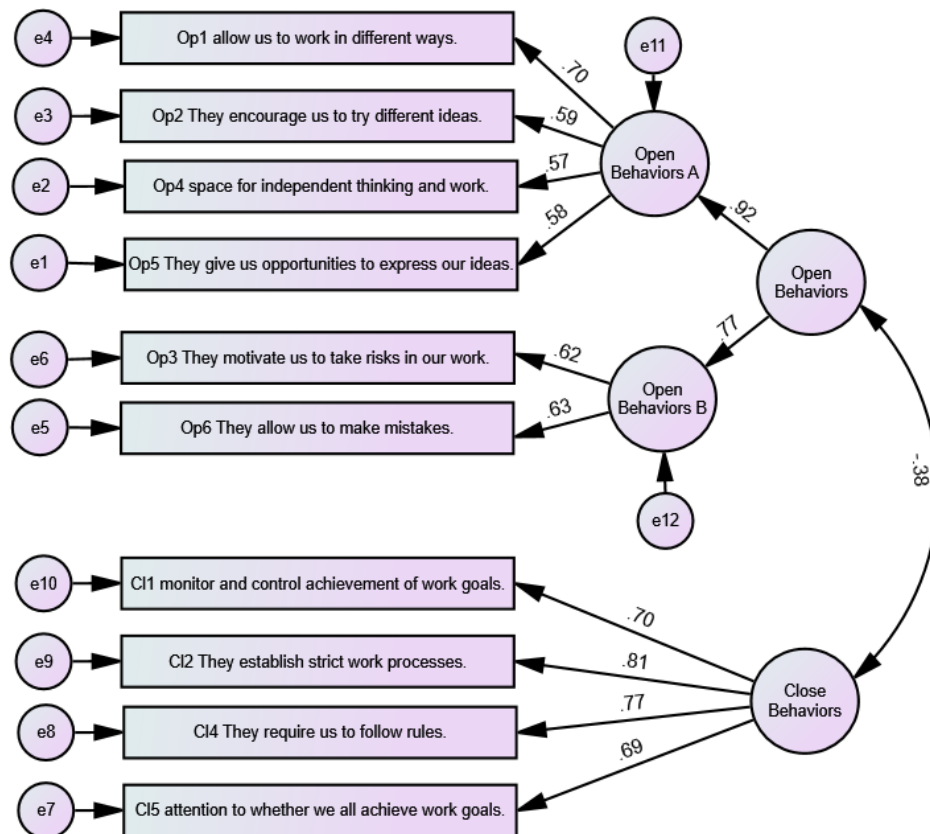 e4
Op1 allow us to work in different ways.
e11
.70
e3
Op2 They encourage us to try different ideas.
.59
Open
Behaviors A
e2
Op4 space for independent thinking and work.
.57
.58
.92
e1
Op5 They give us opportunities to express our ideas.
Open
Behaviors
e6
Op3 They motivate us to take risks in our work.
.62
.77
Open
Behaviors B
e5
Op6 They allow us to make mistakes.
.63
-.38
e12
e10
Cl1 monitor and control achievement of work goals.
.70
e9
Cl2 They establish strict work processes.
.81
Close
Behaviors
e8
Cl4 They require us to follow rules.
.77
.69
e7
Cl5 attention to whether we all achieve work goals.